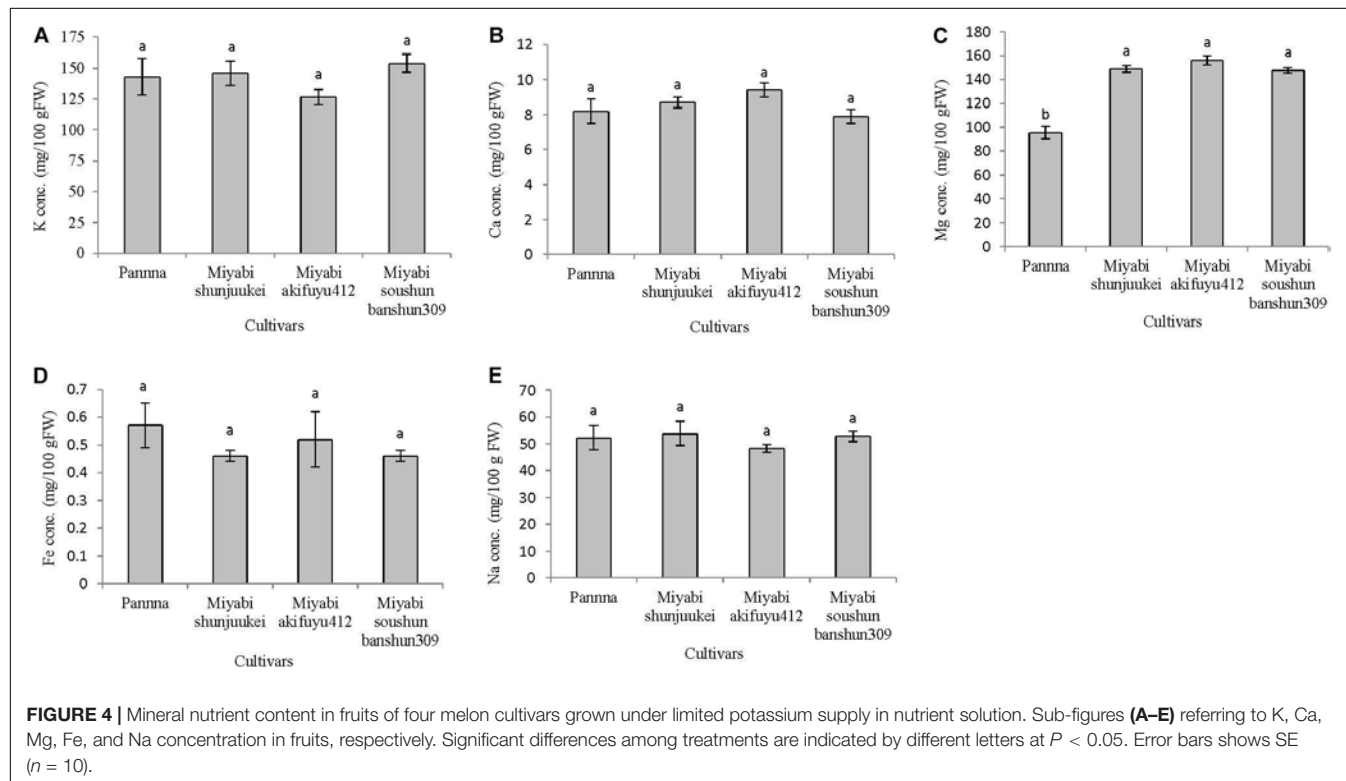 A
175
150
125
100
75
50
25
0
K conc. (mg/100 gFW)
a
a
a
a
Pannna
Miyabi shunjuukei
Miyabi akifuyu412
Miyabi soushun banshun309
Cultivars
B
12
10
8
6
4
2
0
Ca conc. (mg/100 gFW)
a
a
a
a
Pannna
Miyabi shunjuukei
Miyabi akifuyu412
Miyabi soushun banshun309
Cultivars
C
180
160
140
120
100
80
60
40
20
0
Mg conc. (mg/100 gFW)
b
a
a
a
Pannna
Miyabi shunjuukei
Miyabi akifuyu412
Miyabi soushun banshun309
Cultivars
D
0.7
0.6
0.5
0.4
0.3
0.2
0.1
0
Fe conc. (mg/100 gFW)
a
a
a
a
Pannna
Miyabi shunjuukei
Miyabi akifuyu412
Miyabi soushun banshun309
Cultivars
E
70
60
50
40
30
20
10
0
Na conc. (mg/100 g FW)
a
a
a
a
Pannna
Miyabi shunjuukei
Miyabi akifuyu412
Miyabi soushun banshun309
Cultivars
FIGURE 4 | Mineral nutrient content in fruits of four melon cultivars grown under limited potassium supply in nutrient solution. Sub-figures (A–E) referring to K, Ca,
Mg, Fe, and Na concentration in fruits, respectively. Significant differences among treatments are indicated by different letters at P < 0.05. Error bars shows SE
(n = 10).